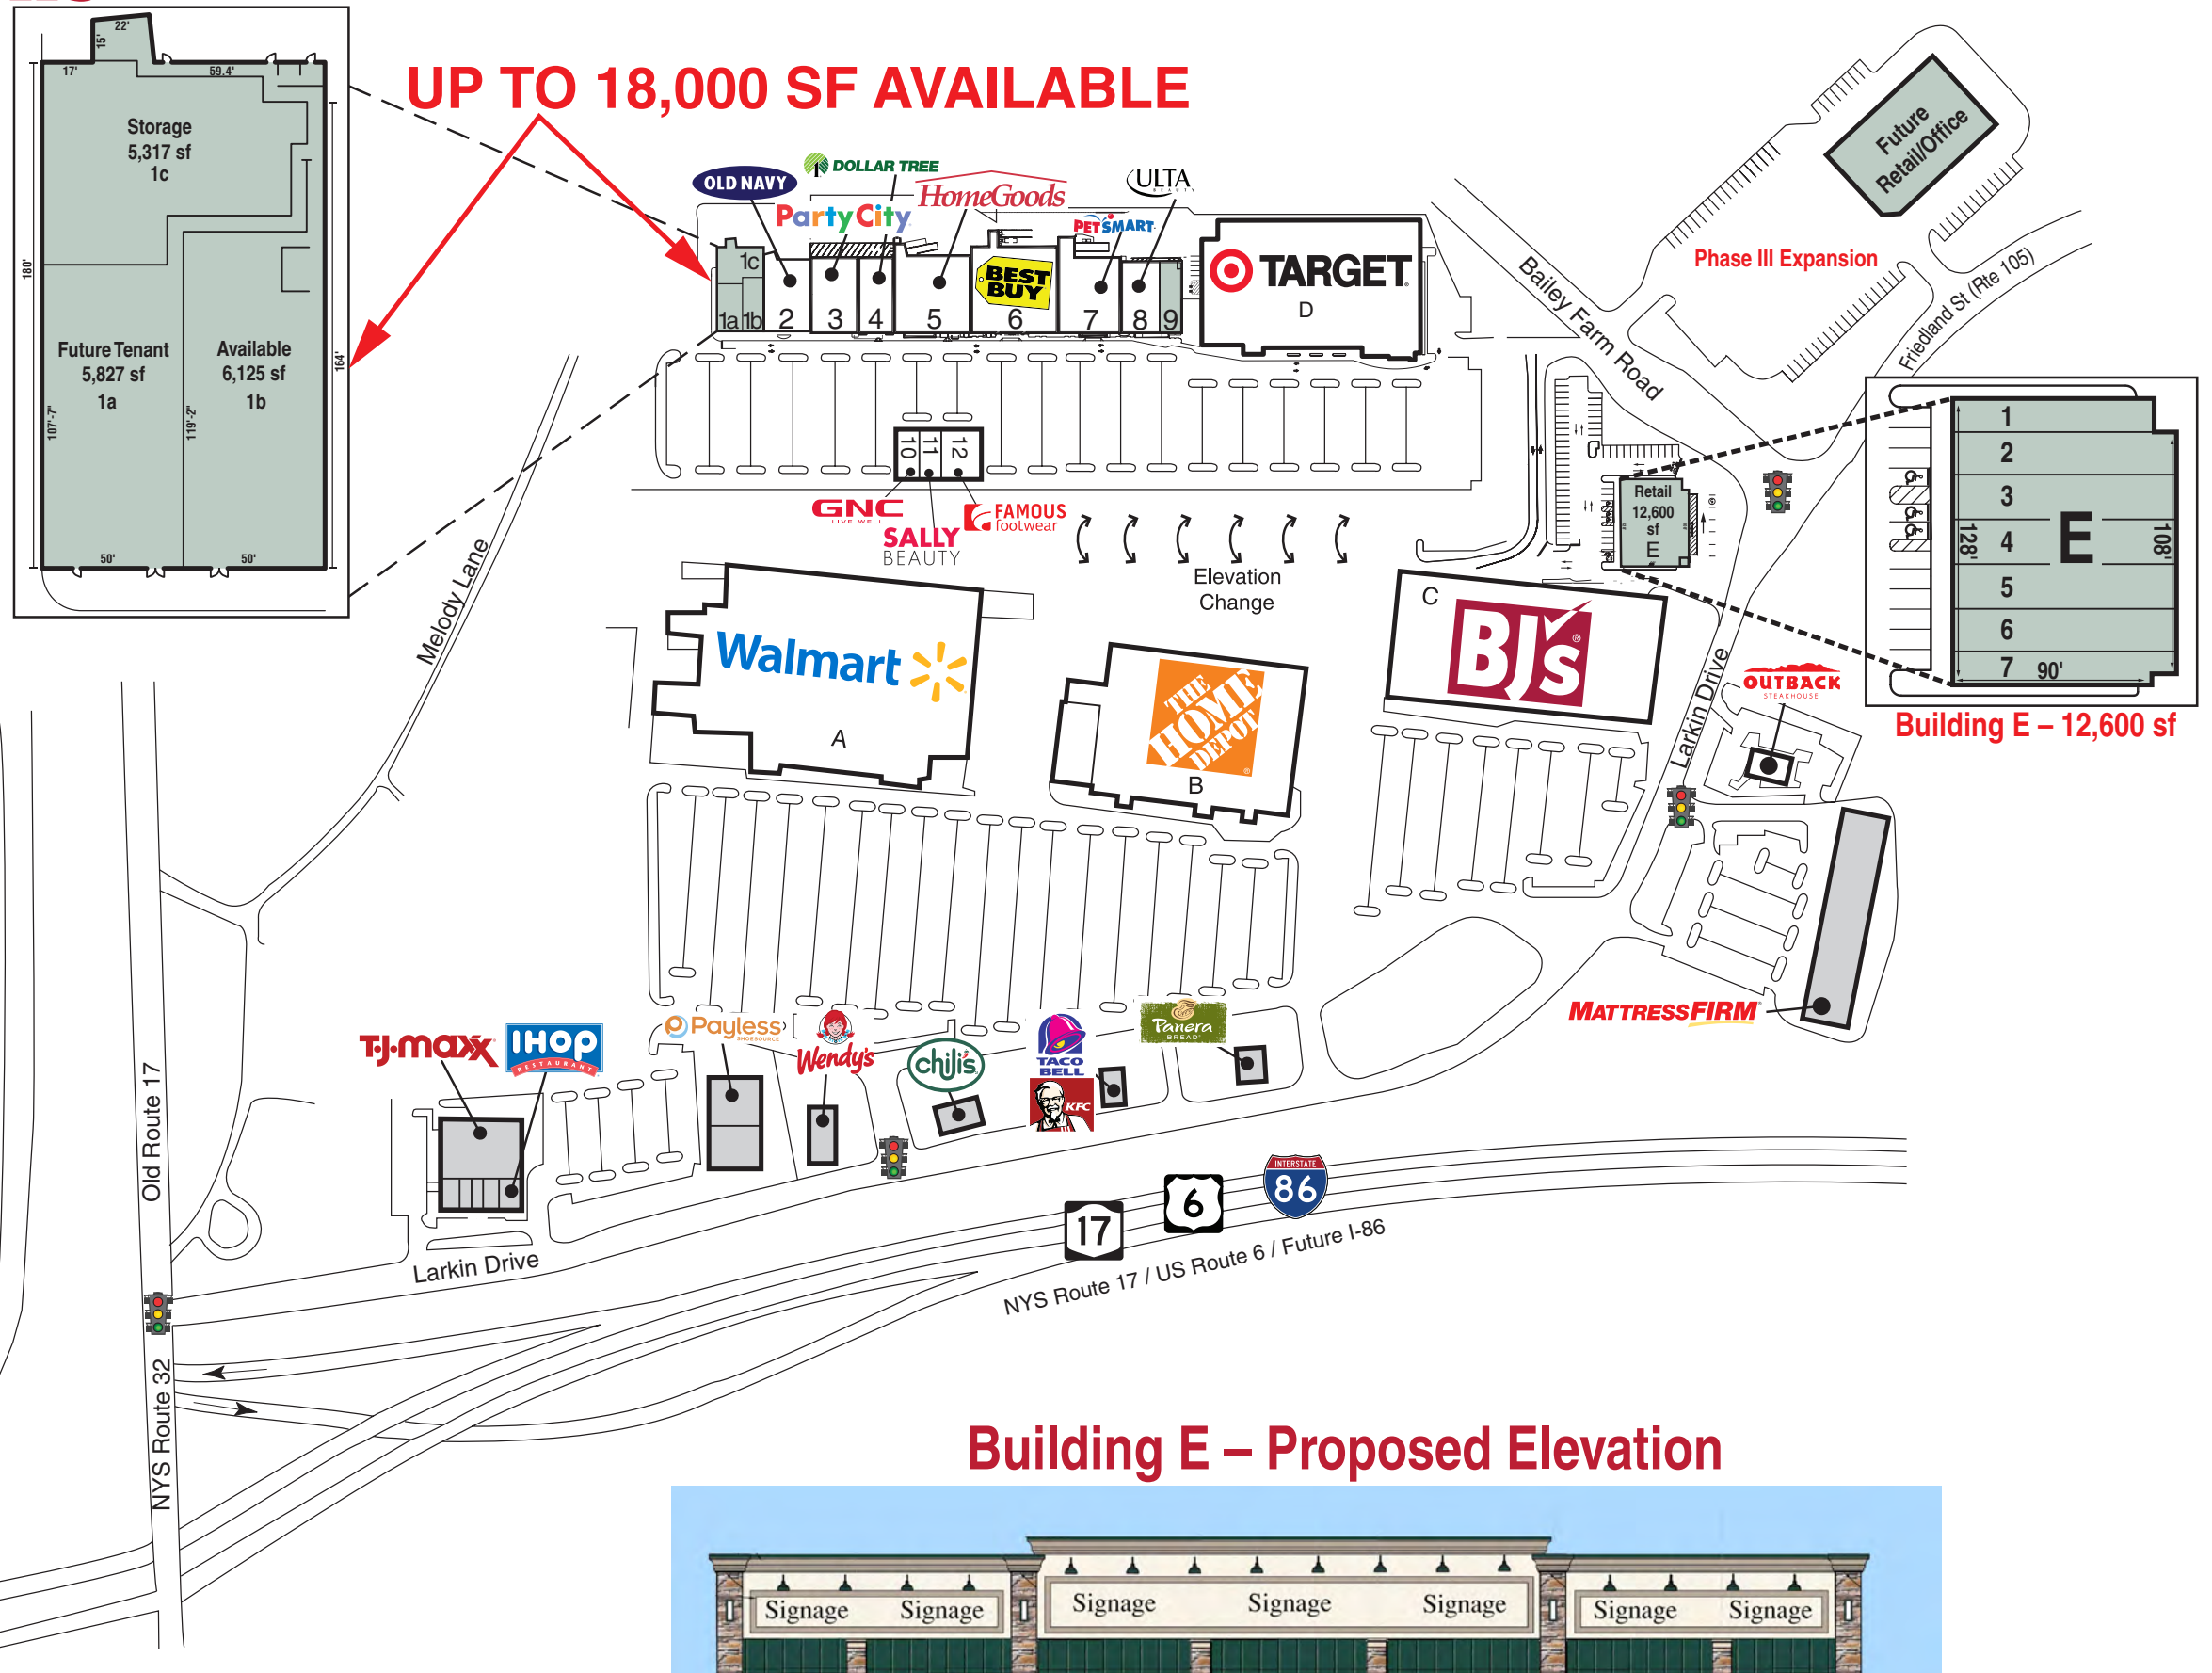 UP TO 18,000 SF AVAILABLE
22'
15'
17'
59.4'
Storage
5,317 sf
1c
180'
164'
Future Tenant
5,827 sf
1a
Available
6,125 sf
1b
107'-7"
119'-2"
50'
50'
OLD NAVY
DOLLAR TREE
Party City
HomeGoods
PETSMART
ULTA
BEAUTY
1c
1a
1b
2
3
4
5
BEST
BUY
6
7
8
9
TARGET
D
10
11
12
GNC
LIVE WELL
SALLY
BEAUTY
FAMOUS
footwear
Elevation
Change
Future
Retail/Office
Phase III Expansion
Bailey Farm Road
Friedland St (Rte 105)
Retail
12,600
sf
E
1
2
3
4
5
6
7
E
128'
108'
90'
Building E – 12,600 sf
Melody Lane
Walmart
A
THE
HOME
DEPOT
B
C
BJ's
Larkin Drive
OUTBACK
STEAKHOUSE
MATTRESSFIRM
T•J•maxx
IHOP
RESTAURANT
Payless
SHOESOURCE
Wendy's
chili's
TACO
BELL
KFC
Panera
BREAD
Old Route 17
Larkin Drive
NYS Route 32
17
6
INTERSTATE
86
NYS Route 17 / US Route 6 / Future I-86
Building E – Proposed Elevation
Signage Signage Signage Signage Signage Signage Signage